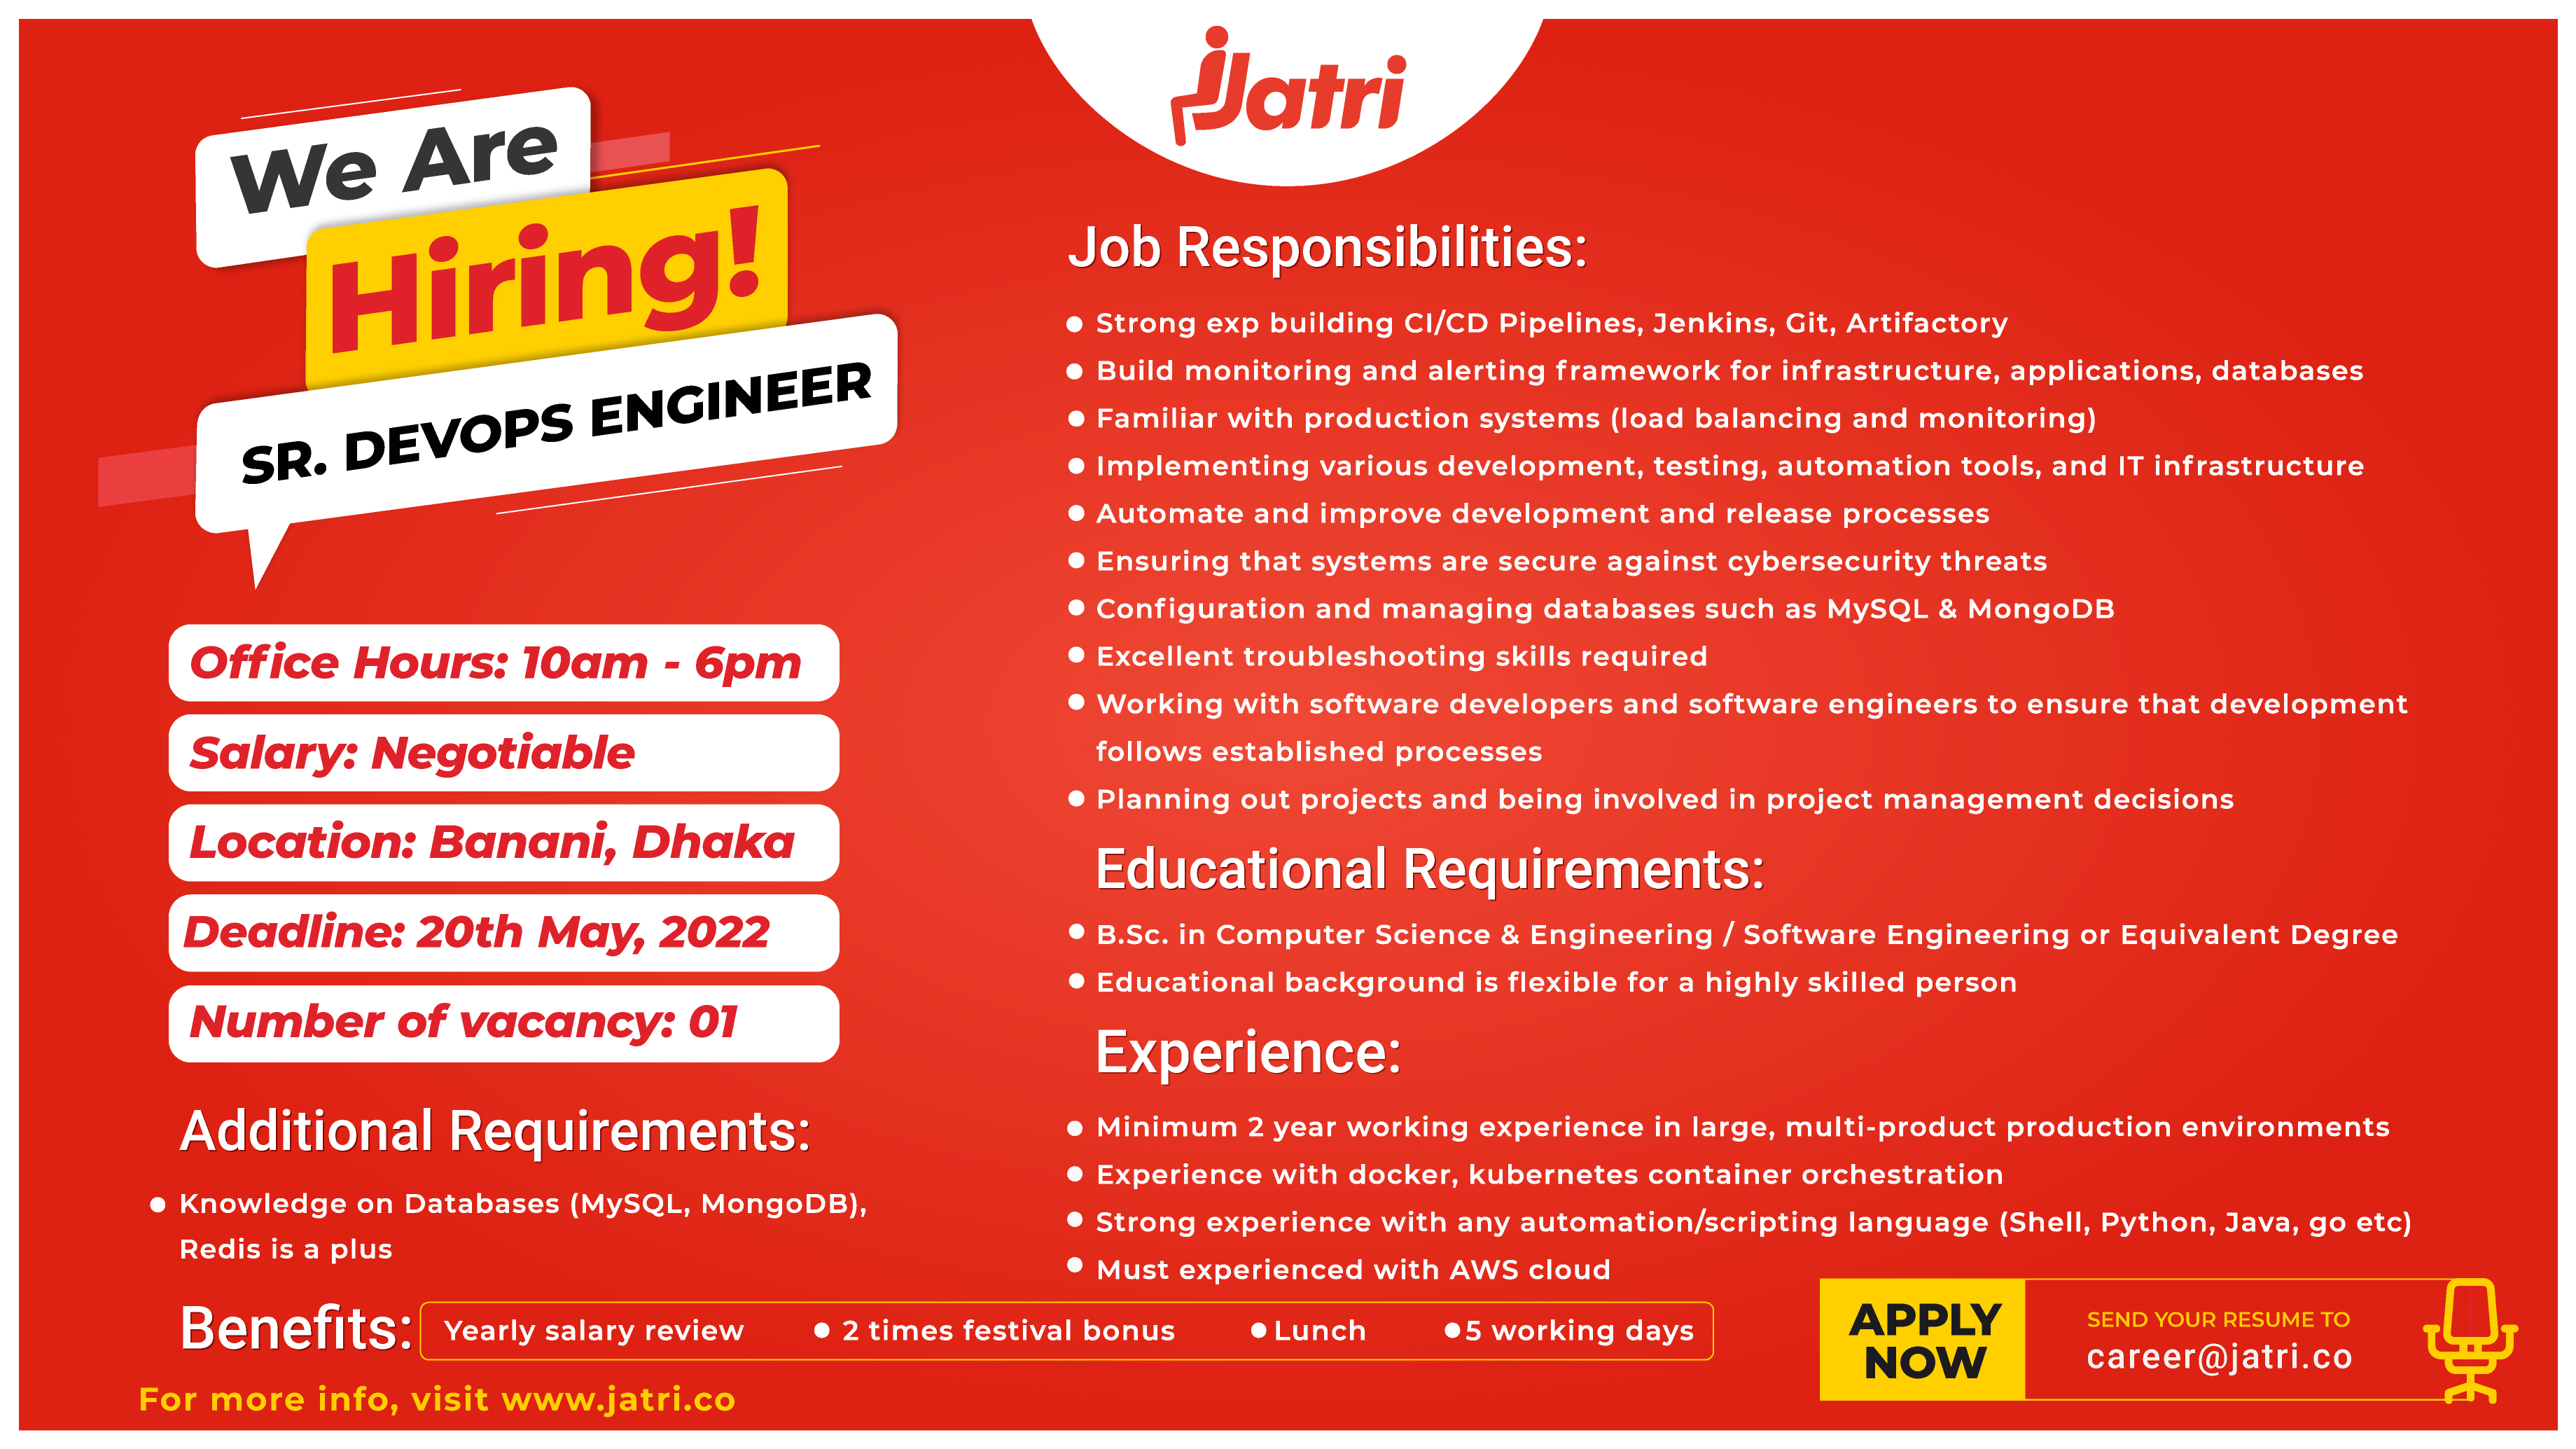 Jatri
We Are
Hiring!
SR. DEVOPS ENGINEER
Office Hours: 10am - 6pm
Salary: Negotiable
Location: Banani, Dhaka
Deadline: 20th May, 2022
Number of vacancy: 01
Additional Requirements:
Knowledge on Databases (MySQL, MongoDB),
Redis is a plus
Job Responsibilities:
Strong exp building CI/CD Pipelines, Jenkins, Git, Artifactory
Build monitoring and alerting framework for infrastructure, applications, databases
Familiar with production systems (load balancing and monitoring)
Implementing various development, testing, automation tools, and IT infrastructure
Automate and improve development and release processes
Ensuring that systems are secure against cybersecurity threats
Configuration and managing databases such as MySQL & MongoDB
Excellent troubleshooting skills required
Working with software developers and software engineers to ensure that development
follows established processes
Planning out projects and being involved in project management decisions
Educational Requirements:
B.Sc. in Computer Science & Engineering / Software Engineering or Equivalent Degree
Educational background is flexible for a highly skilled person
Experience:
Minimum 2 year working experience in large, multi-product production environments
Experience with docker, kubernetes container orchestration
Strong experience with any automation/scripting language (Shell, Python, Java, go etc)
Must experienced with AWS cloud
Benefits: Yearly salary review • 2 times festival bonus • Lunch • 5 working days
For more info, visit www.jatri.co
APPLY
NOW
SEND YOUR RESUME TO
career@jatri.co